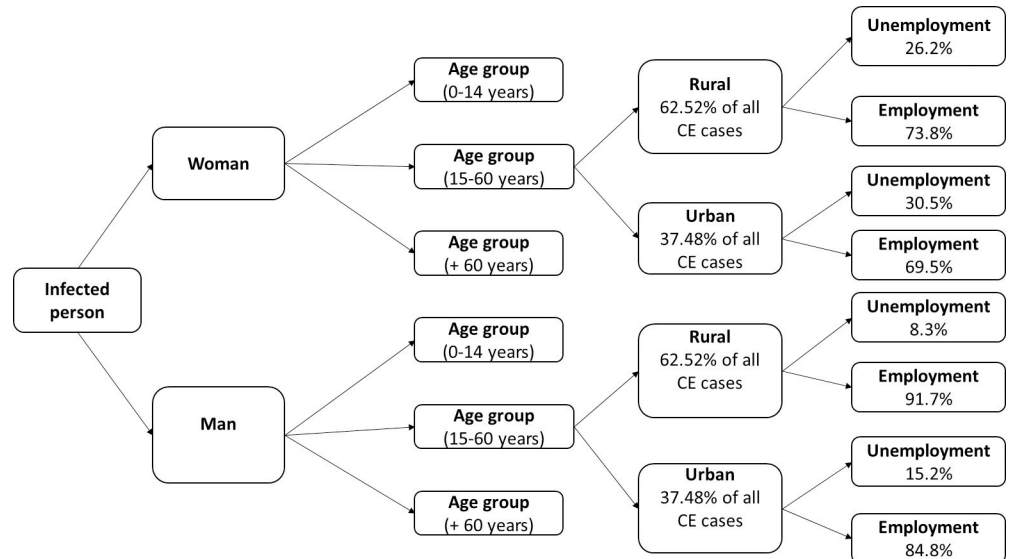 Infected
person
Woman
Man
Age group
(0-14 years)
Age group
(15-60 years)
Age group
(+ 60 years)
Age group
(0-14 years)
Age group
(15-60 years)
Age group
(+ 60 years)
Rural
62.52% of all
CE cases
Urban
37.48% of all
CE cases
Rural
62.52% of all
CE cases
Urban
37.48% of all
CE cases
Unemployment
26.2%
Employment
73.8%
Unemployment
30.5%
Employment
69.5%
Unemployment
8.3%
Employment
91.7%
Unemployment
15.2%
Employment
84.8%